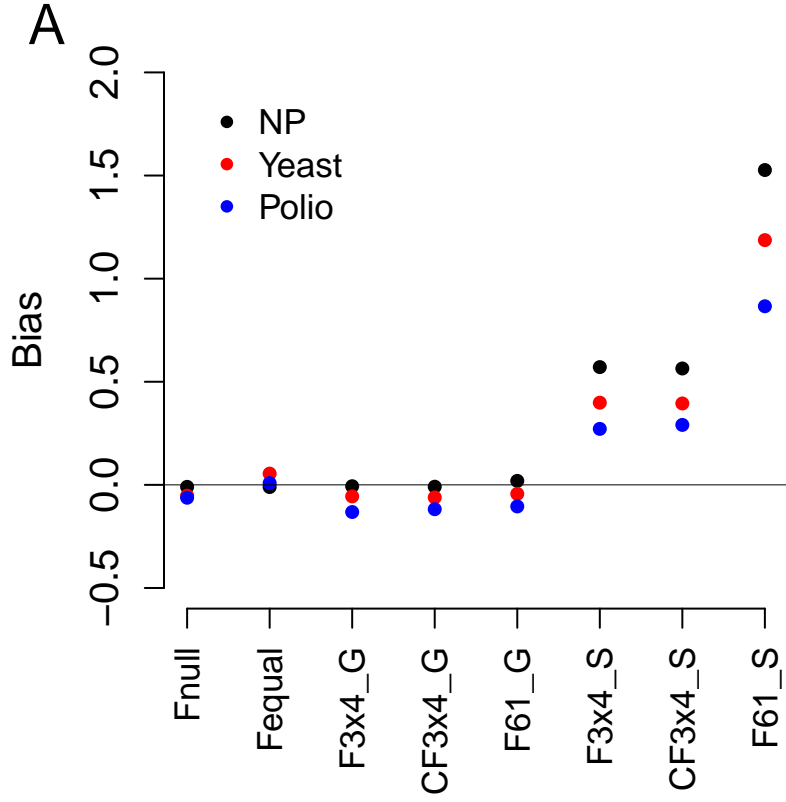 A
2.0
1.5
1.0
0.5
0.0
−0.5
Bias
NP
Yeast
Polio
Fnull
Fequal
F3x4_G
CF3x4_G
F61_G
F3x4_S
CF3x4_S
F61_S